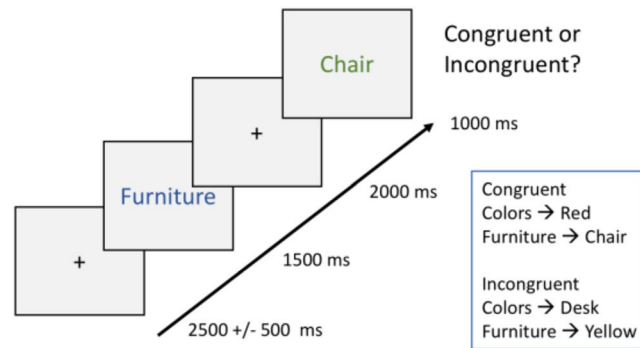 Chair
Congruent or
Incongruent?
+
1000 ms
Furniture
2000 ms
+
1500 ms
2500 +/- 500 ms
Congruent
Colors → Red
Furniture → Chair
Incongruent
Colors → Desk
Furniture → Yellow